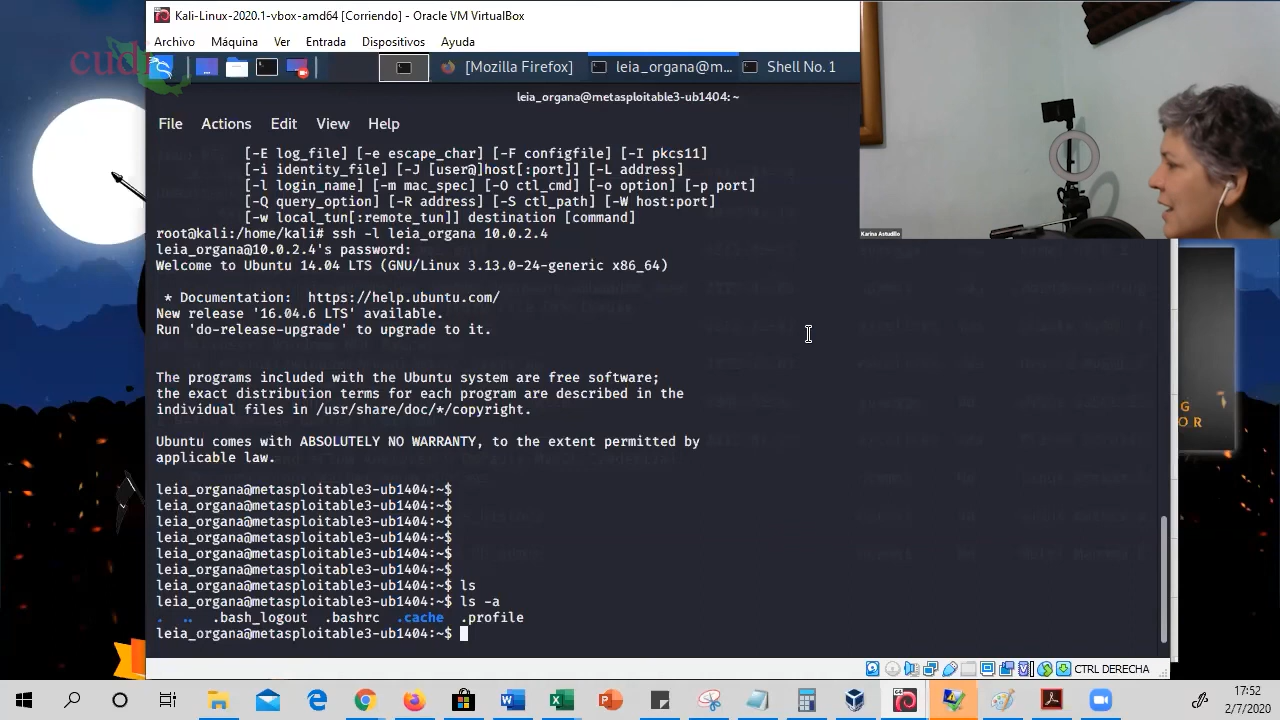 Kali-Linux-2020.1-vbox-amd64 [Corriendo] - Oracle VM VirtualBox
Archivo Máquina Ver Entrada Dispositivos Ayuda
cudi
[Mozilla Firefox] leia_organa@m... Shell No. 1
leia_organa@metasploitable3-ub1404: ~
File Actions Edit View Help
[-E log_file] [-e escape_char] [-F configfile] [-I pkcs11]
[-i identity_file] [-J [user@]host[:port]] [-L address]
[-l login_name] [-m mac_spec] [-O ctl_cmd] [-o option] [-p port]
[-Q query_option] [-R address] [-S ctl_path] [-W host:port]
[-w local_tun[:remote_tun]] destination [command]
root@kali:/home/kali# ssh -l leia_organa 10.0.2.4
leia_organa@10.0.2.4's password:
Welcome to Ubuntu 14.04 LTS (GNU/Linux 3.13.0-24-generic x86_64)
* Documentation:  https://help.ubuntu.com/
New release '16.04.6 LTS' available.
Run 'do-release-upgrade' to upgrade to it.
The programs included with the Ubuntu system are free software;
the exact distribution terms for each program are described in the
individual files in /usr/share/doc/*/copyright.
Ubuntu comes with ABSOLUTELY NO WARRANTY, to the extent permitted by
applicable law.
leia_organa@metasploitable3-ub1404:~$
leia_organa@metasploitable3-ub1404:~$
leia_organa@metasploitable3-ub1404:~$
leia_organa@metasploitable3-ub1404:~$
leia_organa@metasploitable3-ub1404:~$
leia_organa@metasploitable3-ub1404:~$
leia_organa@metasploitable3-ub1404:~$ ls
leia_organa@metasploitable3-ub1404:~$ ls -a
. .. .bash_logout .bashrc .cache .profile
leia_organa@metasploitable3-ub1404:~$
Karina Astudillo
G
OR
CTRL DERECHA
17:52
2/7/2020